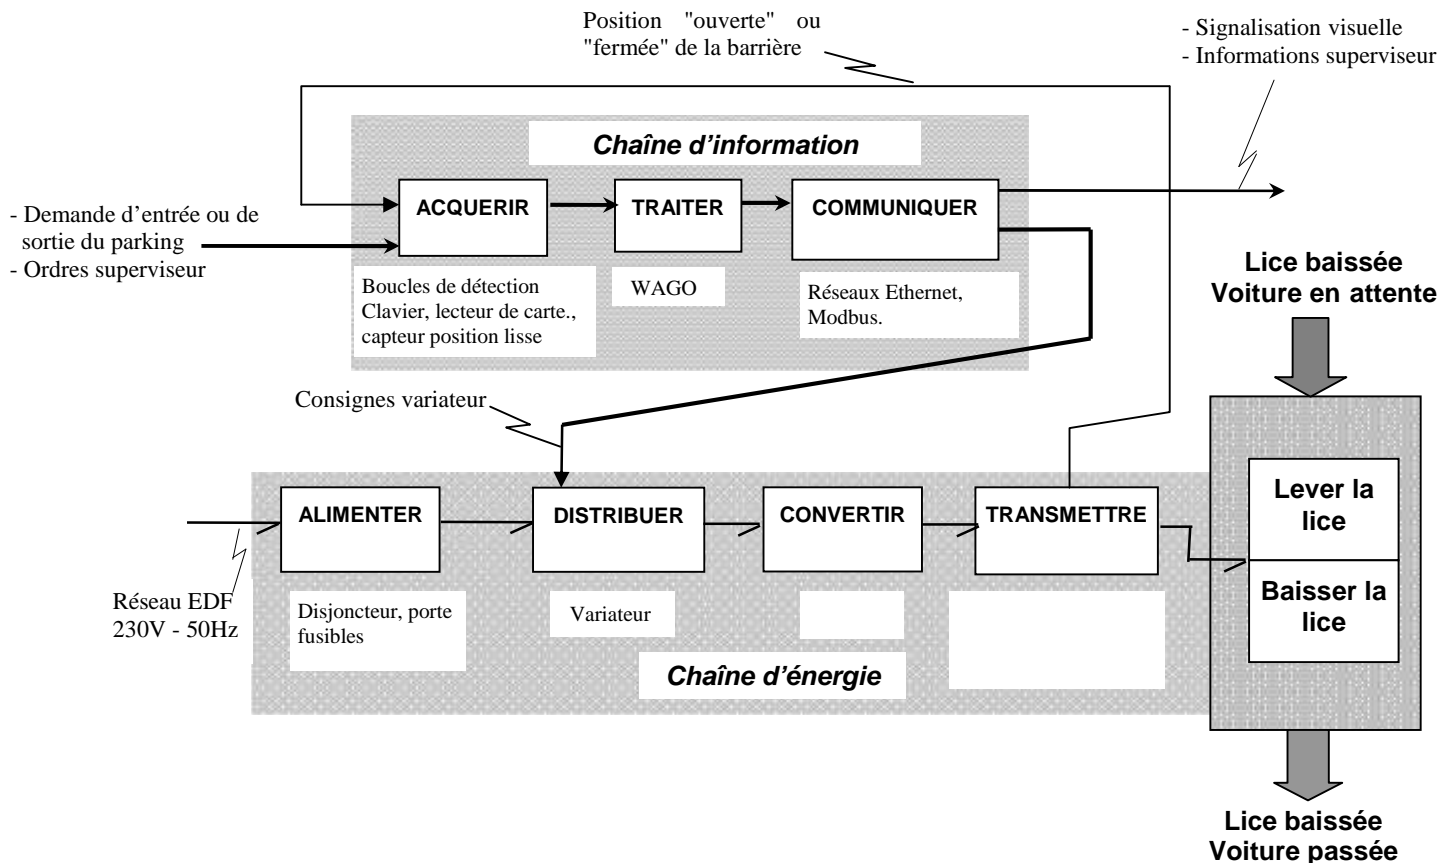 Position "ouverte" ou
"fermée" de la barrière
- Signalisation visuelle
- Informations superviseur
Chaîne d'information
ACQUERIR
TRAITER
COMMUNIQUER
- Demande d'entrée ou de
sortie du parking
- Ordres superviseur
Boucles de détection
Clavier, lecteur de carte.,
capteur position lisse
WAGO
Réseaux Ethernet,
Modbus.
Lice baissée
Voiture en attente
Consignes variateur
ALIMENTER
DISTRIBUER
CONVERTIR
TRANSMETTRE
Lever la
lice
Baisser la
lice
Réseau EDF
230V - 50Hz
Disjoncteur, porte
fusibles
Variateur
Chaîne d'énergie
Lice baissée
Voiture passée